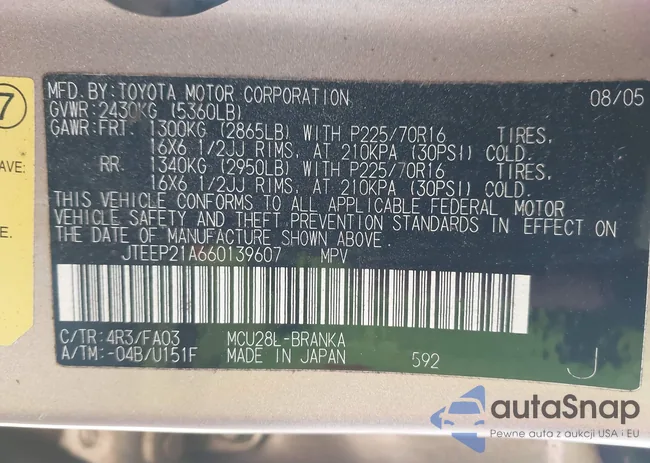 7
AVE:
0.
MFD. BY: TOYOTA MOTOR CORPORATION 08/05
GVWR: 2430KG (5360LB)
GAWR: FRT. 1300KG (2865LB) WITH P225/70R16 TIRES,
16X6 1/2JJ RIMS, AT 210KPA (30PSI) COLD.
RR. 1340KG (2950LB) WITH P225/70R16 TIRES,
16X6 1/2JJ RIMS, AT 210KPA (30PSI) COLD.
THIS VEHICLE CONFORMS TO ALL APPLICABLE FEDERAL MOTOR
VEHICLE SAFETY AND THEFT PREVENTION STANDARDS IN EFFECT ON
THE DATE OF MANUFACTURE SHOWN ABOVE.
JTEEP21A660139607 MPV
C/TR: 4R3/FA03 MCU28L-BRANKA
A/TM: -04B/U151F MADE IN JAPAN 592 J
autoSnap
Pewne auta z aukcji USA i EU